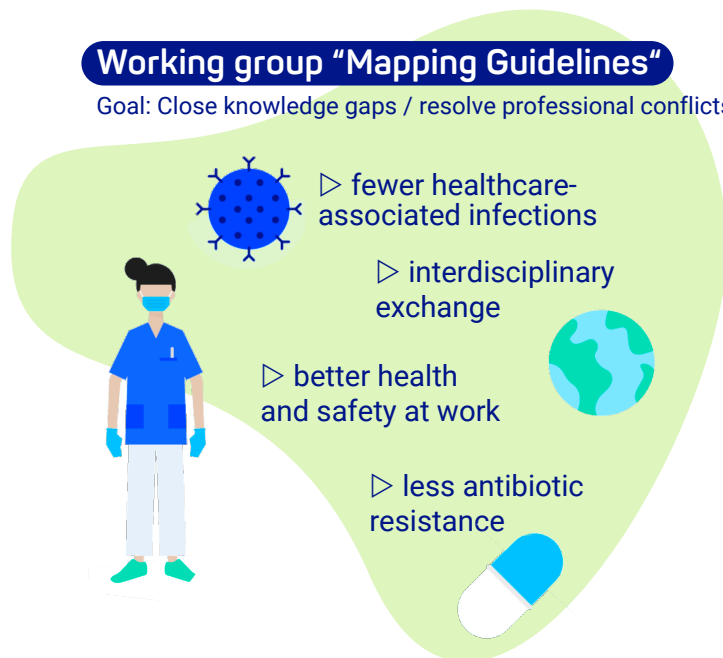 Working group “Mapping Guidelines“
Goal: Close knowledge gaps / resolve professional conflicts
▷ fewer healthcare-
associated infections
▷ interdisciplinary
exchange
▷ better health
and safety at work
▷ less antibiotic
resistance